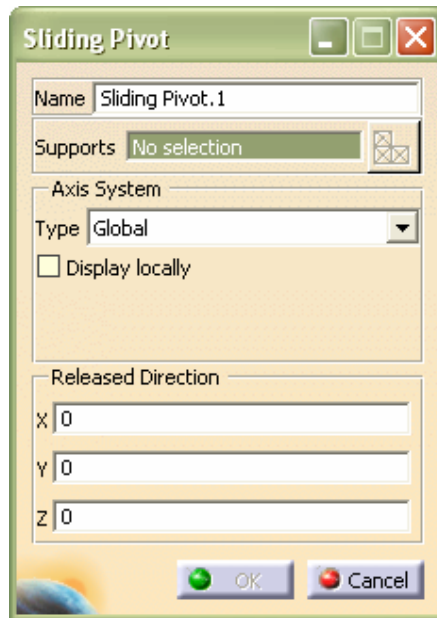 Sliding Pivot
Name Sliding Pivot.1
Supports No selection
Axis System
Type Global
Display locally
Released Direction
X 0
Y 0
Z 0
OK Cancel